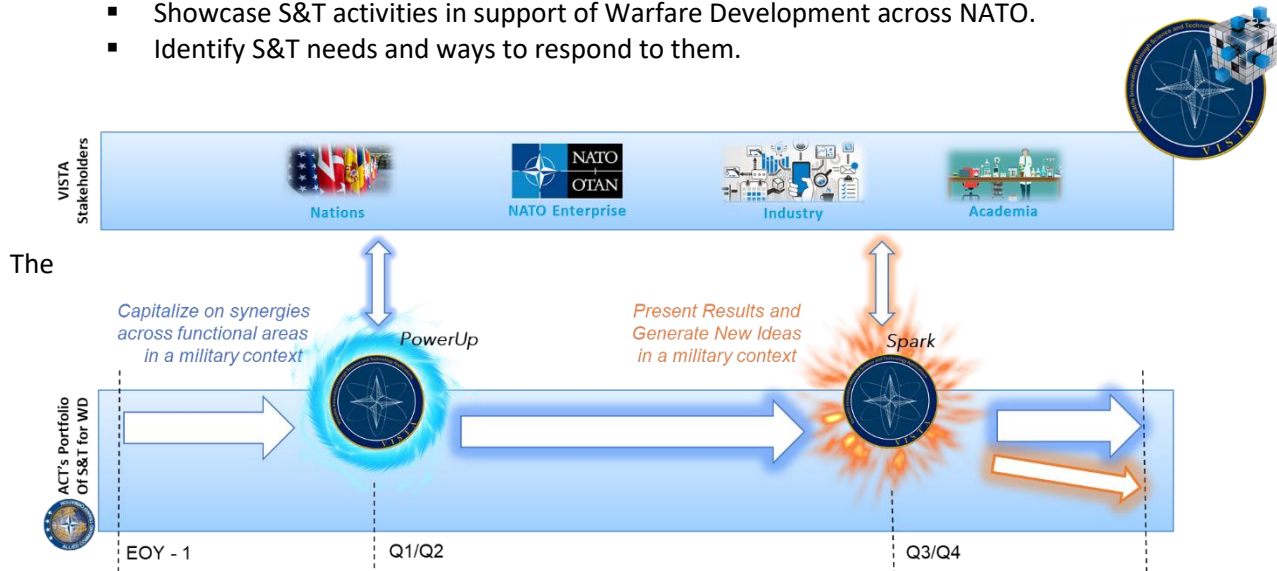 ▪ Showcase S&T activities in support of Warfare Development across NATO.
▪ Identify S&T needs and ways to respond to them.
VISTA
VISTA
Stakeholders
NATO
OTAN
Nations
NATO Enterprise
Industry
Academia
The
Capitalize on synergies
across functional areas
in a military context
PowerUp
Present Results and
Generate New Ideas
in a military context
Spark
ACT's Portfolio
Of S&T for WD
VISTA
VISTA
EOY - 1
Q1/Q2
Q3/Q4